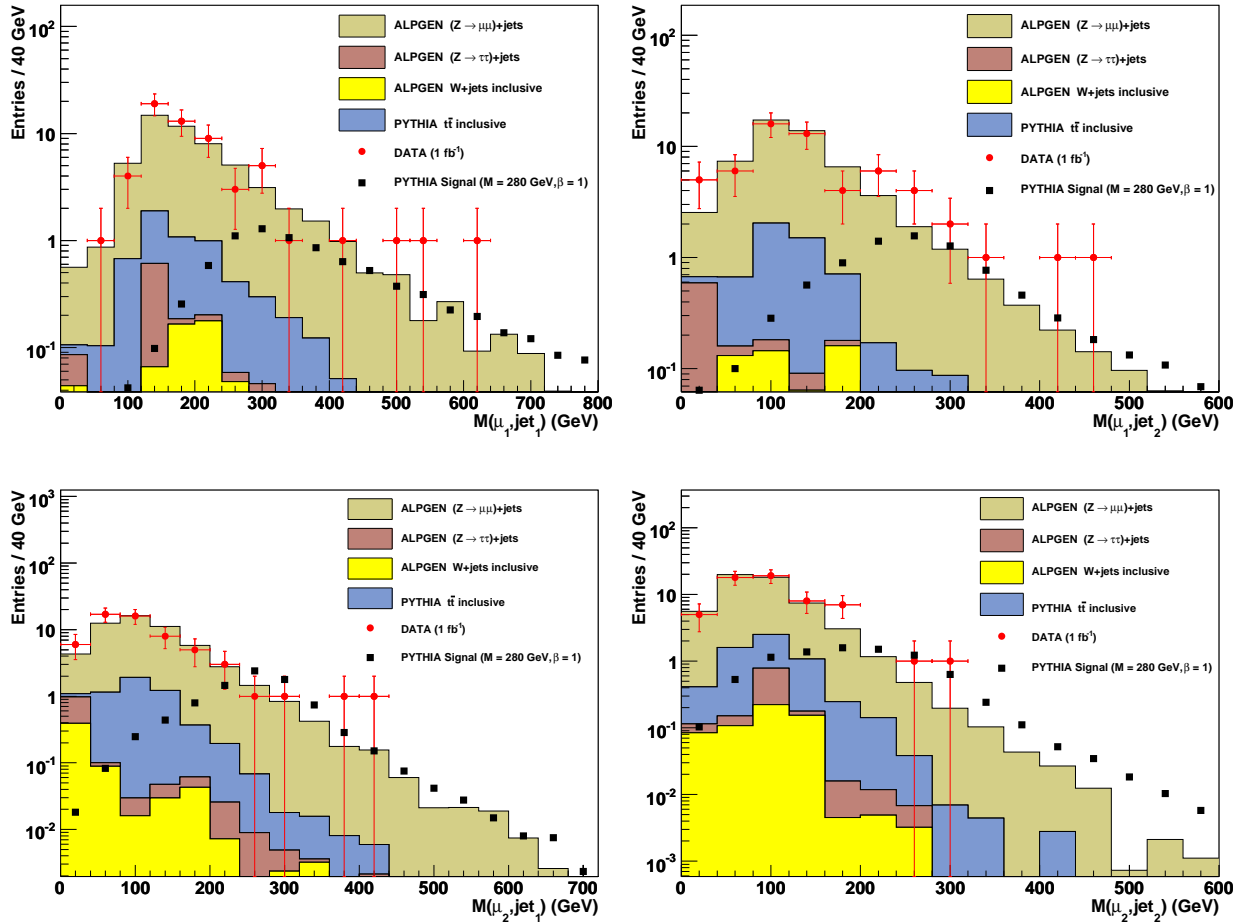 Entries / 40 GeV
10²
10
1
10⁻¹
ALPGEN (Z → μμ)+jets
ALPGEN (Z → ττ)+jets
ALPGEN W+jets inclusive
PYTHIA tt̄ inclusive
DATA (1 fb⁻¹)
PYTHIA Signal (M = 280 GeV,β = 1)
0 100 200 300 400 500 600 700 800
M(μ₁,jet₁) (GeV)
Entries / 40 GeV
10²
10
1
10⁻¹
ALPGEN (Z → μμ)+jets
ALPGEN (Z → ττ)+jets
ALPGEN W+jets inclusive
PYTHIA tt̄ inclusive
DATA (1 fb⁻¹)
PYTHIA Signal (M = 280 GeV,β = 1)
0 100 200 300 400 500 600
M(μ₁,jet₂) (GeV)
Entries / 40 GeV
10³
10²
10
1
10⁻¹
10⁻²
ALPGEN (Z → μμ)+jets
ALPGEN (Z → ττ)+jets
ALPGEN W+jets inclusive
PYTHIA tt̄ inclusive
DATA (1 fb⁻¹)
PYTHIA Signal (M = 280 GeV,β = 1)
0 100 200 300 400 500 600 700
M(μ₂,jet₁) (GeV)
Entries / 40 GeV
10²
10
1
10⁻¹
10⁻²
10⁻³
ALPGEN (Z → μμ)+jets
ALPGEN (Z → ττ)+jets
ALPGEN W+jets inclusive
PYTHIA tt̄ inclusive
DATA (1 fb⁻¹)
PYTHIA Signal (M = 280 GeV,β = 1)
0 100 200 300 400 500 600
M(μ₂,jet₂) (GeV)